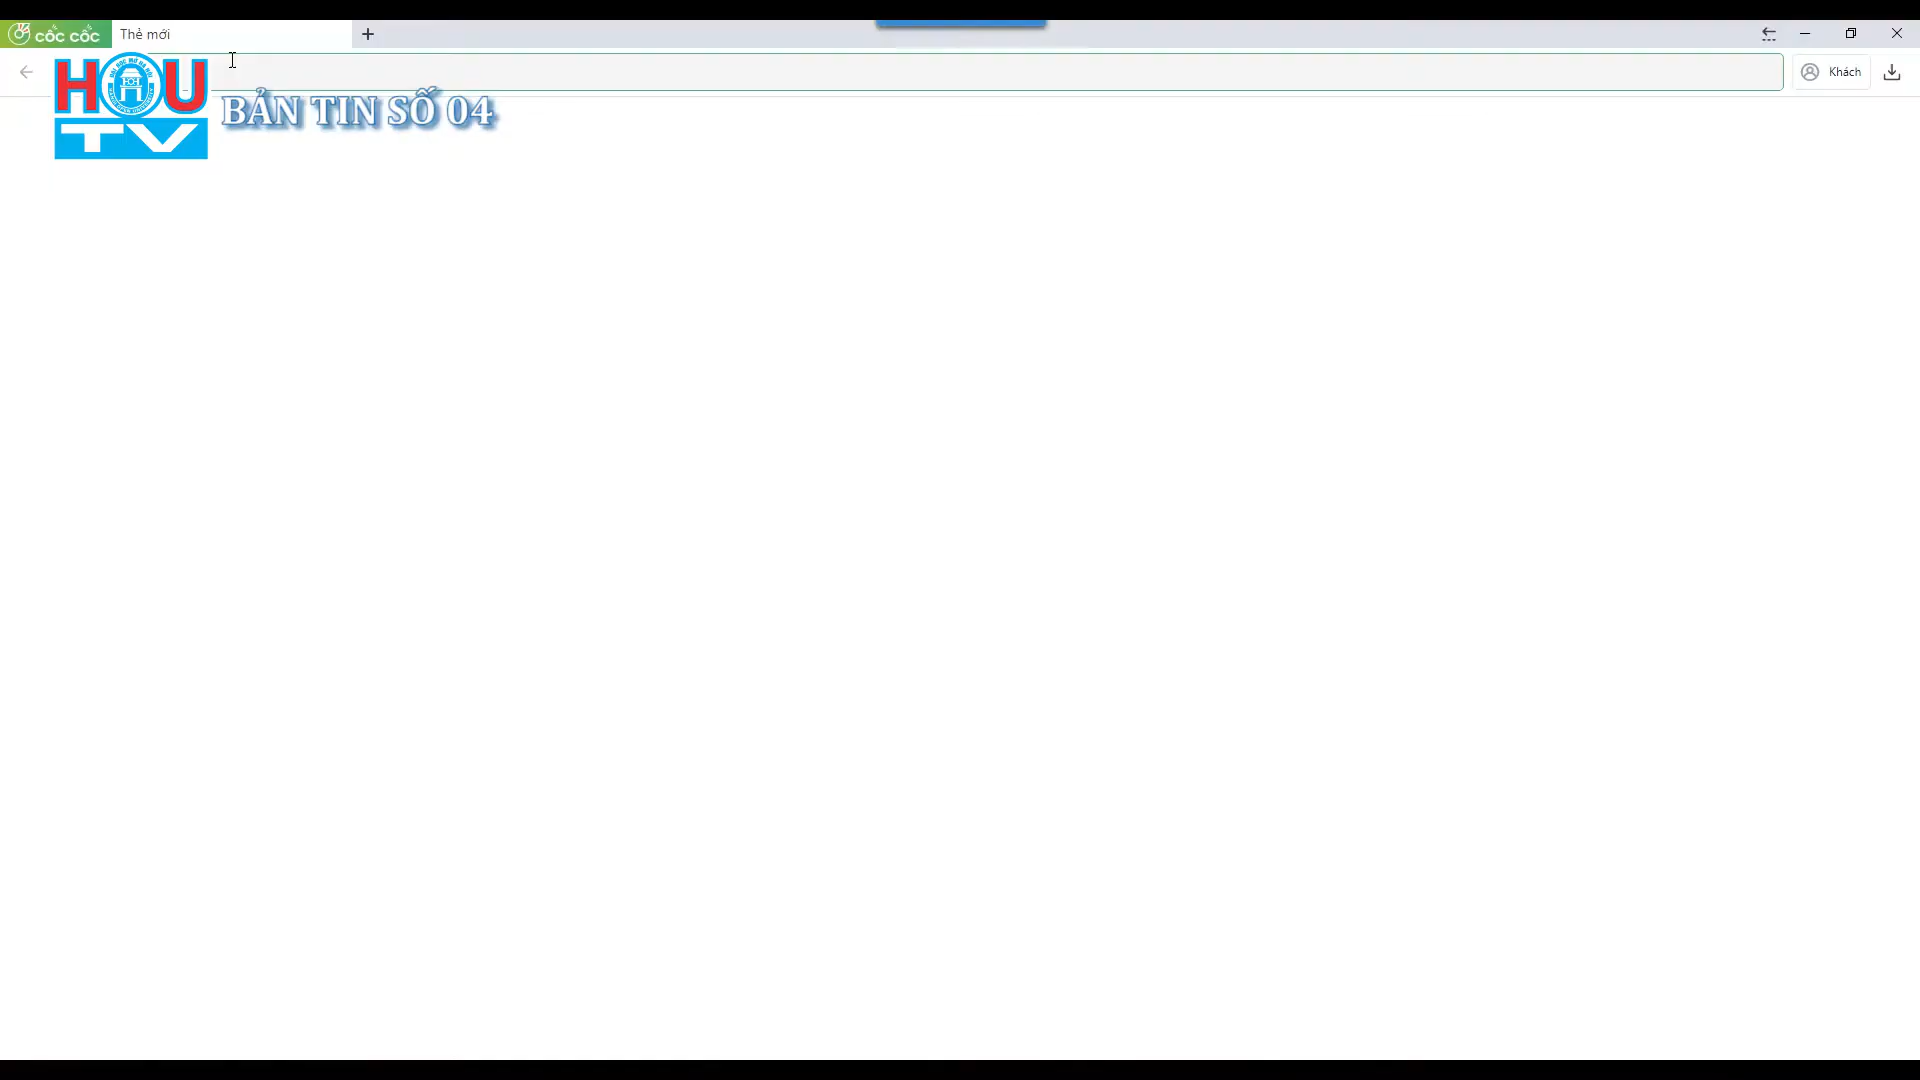 cốc cốc
Thẻ mới
Khách
HOU
TV
BẢN TIN SỐ 04